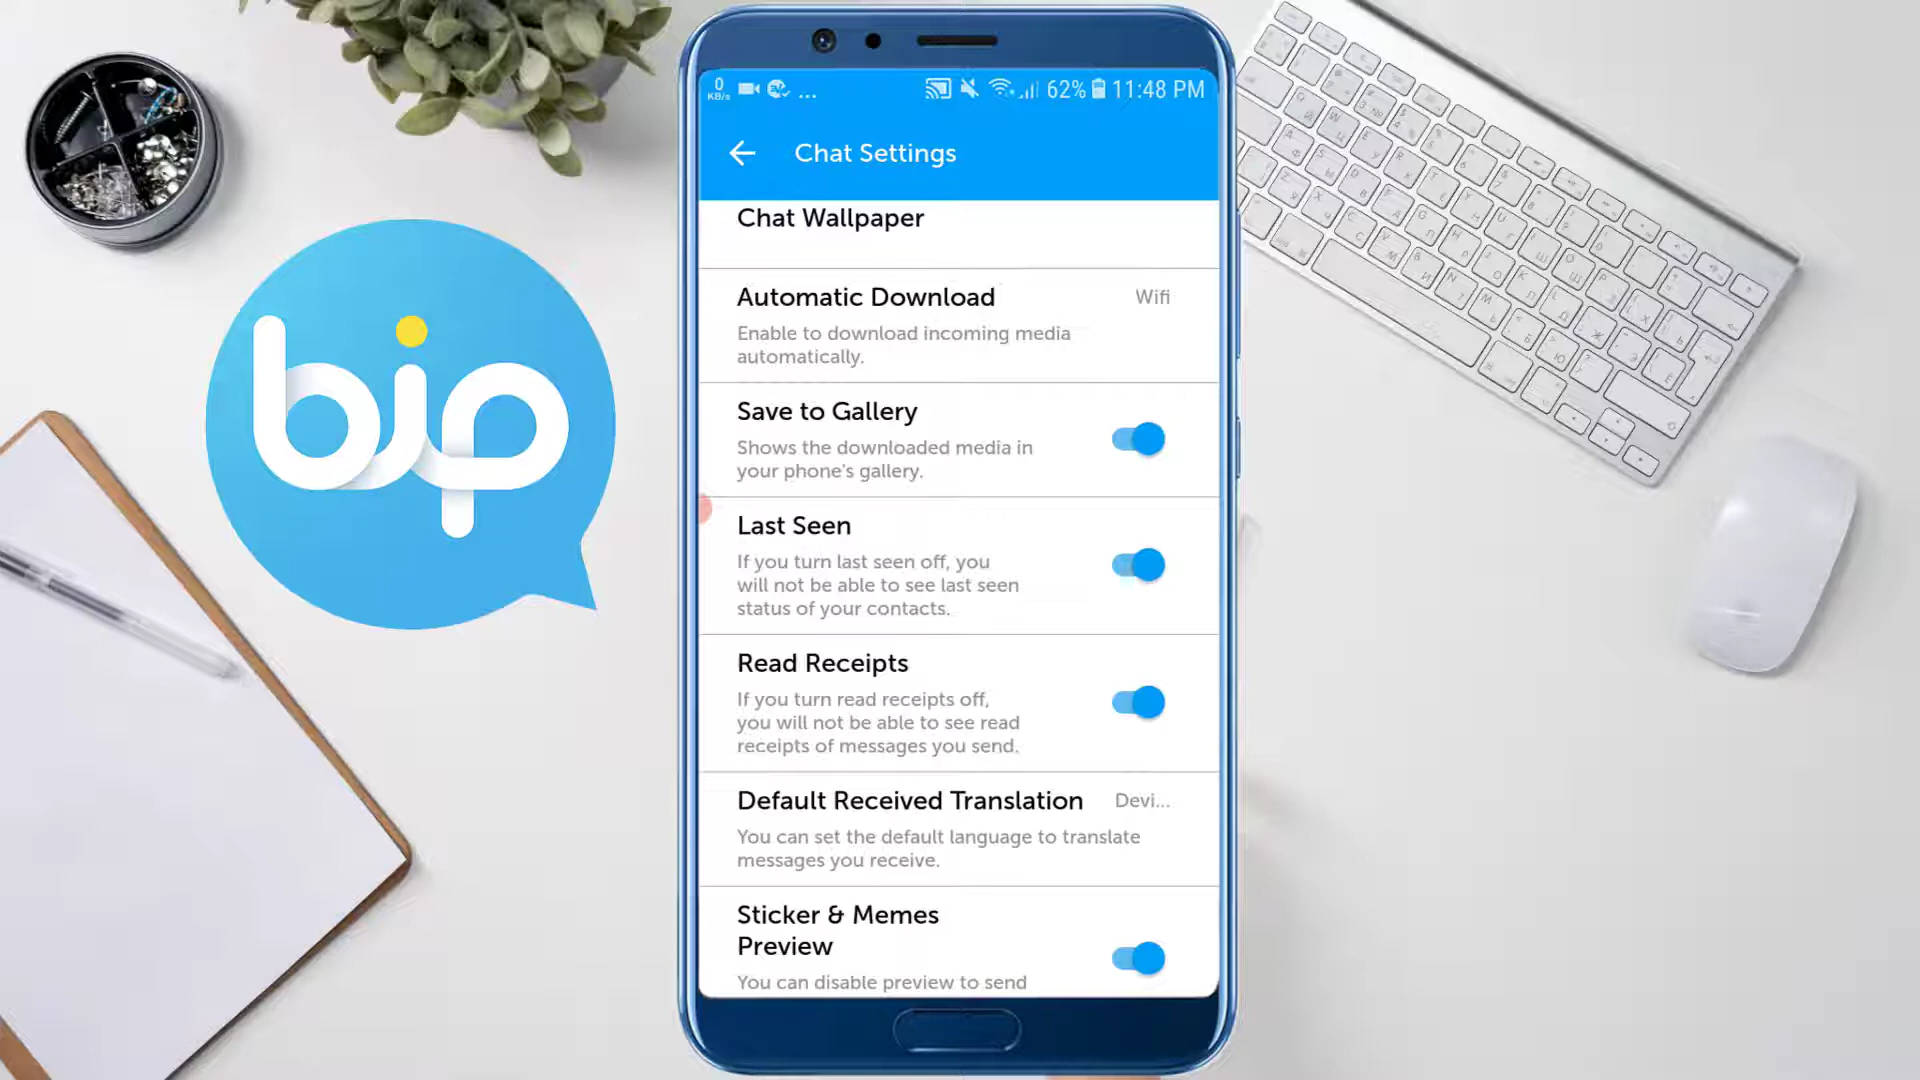 0
KB/s
...
62%
11:48 PM
Chat Settings
Chat Wallpaper
Automatic Download
Wifi
Enable to download incoming media
automatically.
Save to Gallery
Shows the downloaded media in
your phone's gallery.
Last Seen
If you turn last seen off, you
will not be able to see last seen
status of your contacts.
Read Receipts
If you turn read receipts off,
you will not be able to see read
receipts of messages you send.
Default Received Translation
Devi...
You can set the default language to translate
messages you receive.
Sticker & Memes
Preview
You can disable preview to send
bip